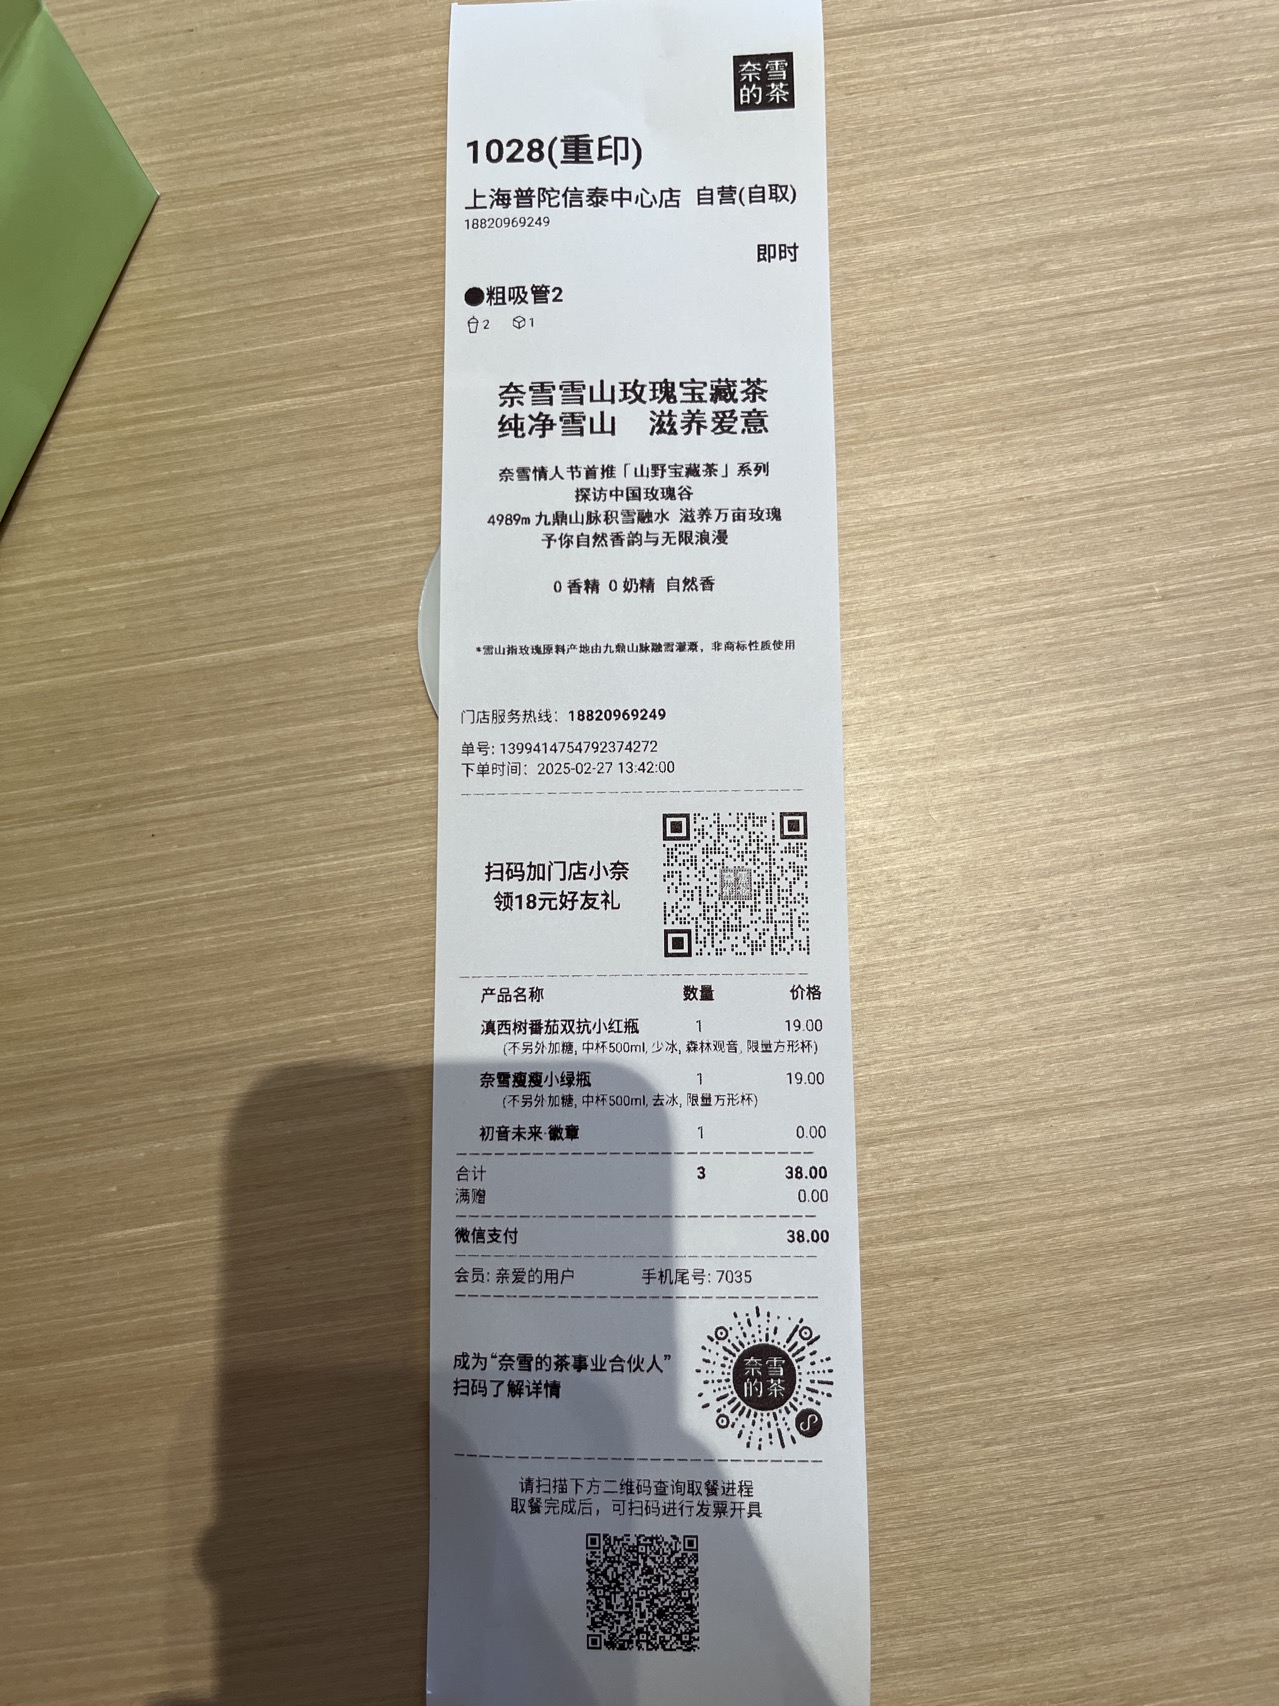 奈雪
的茶
1028(重印)
上海普陀信泰中心店 自营(自取)
18820969249
即时
●粗吸管2
2 1
奈雪雪山玫瑰宝藏茶
纯净雪山 滋养爱意
奈雪情人节首推「山野宝藏茶」系列
探访中国玫瑰谷
4989m 九鼎山脉积雪融水 滋养万亩玫瑰
予你自然香韵与无限浪漫
0 香精 0 奶精 自然香
*雪山指玫瑰原料产地由九鼎山脉融雪灌溉，非商标性质使用
门店服务热线：18820969249
单号: 1399414754792374272
下单时间：2025-02-27 13:42:00
扫码加门店小奈
领18元好友礼
产品名称 数量 价格
滇西树番茄双抗小红瓶 1 19.00
(不另外加糖, 中杯500ml, 少冰, 森林观音, 限量方形杯)
奈雪瘦瘦小绿瓶 1 19.00
(不另外加糖, 中杯500ml, 去冰, 限量方形杯)
初音未来·徽章 1 0.00
合计 3 38.00
满赠 0.00
微信支付 38.00
会员: 亲爱的用户 手机尾号: 7035
成为“奈雪的茶事业合伙人”
扫码了解详情
奈雪
的茶
请扫描下方二维码查询取餐进程
取餐完成后，可扫码进行发票开具